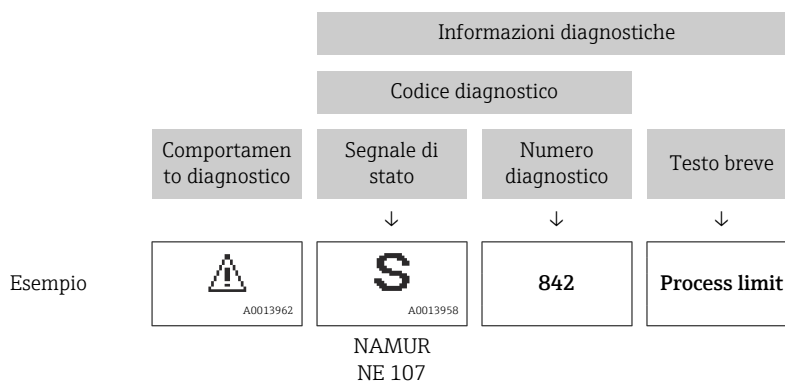 Informazioni diagnostiche
Codice diagnostico
Comportamen
to diagnostico
Segnale di
stato
Numero
diagnostico
Testo breve
↓ ↓ ↓
Esempio
A0013962
S
A0013958
842
Process limit
NAMUR
NE 107